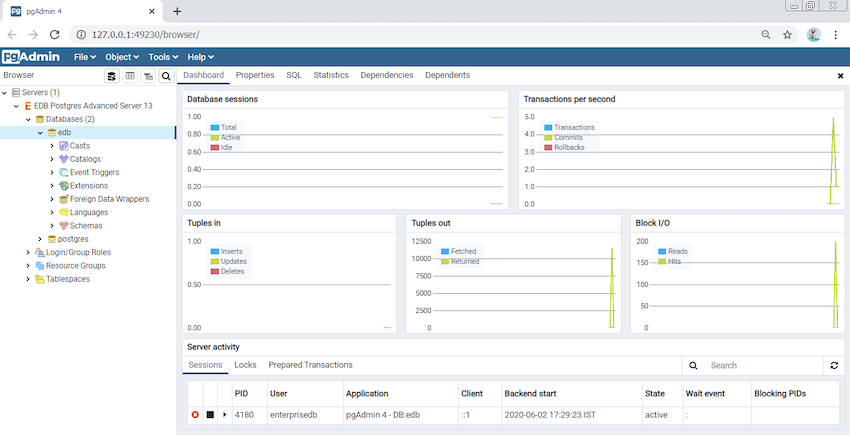 pgAdmin 4
127.0.0.1:49230/browser/
pgAdmin File Object Tools Help
Browser
Dashboard Properties SQL Statistics Dependencies Dependents
Servers (1)
EDB Postgres Advanced Server 13
Databases (2)
edb
Casts
Catalogs
Event Triggers
Extensions
Foreign Data Wrappers
Languages
Schemas
postgres
Login/Group Roles
Resource Groups
Tablespaces
Database sessions
1.00
0.80
0.60
0.40
0.20
0.00
Total
Active
Idle
Transactions per second
5.0
4.0
3.0
2.0
1.0
0.0
Transactions
Commits
Rollbacks
Tuples in
1.00
0.50
0.00
Inserts
Updates
Deletes
Tuples out
12500
10000
7500
5000
2500
0
Fetched
Returned
Block I/O
200
150
100
50
0
Reads
Hits
Server activity
Sessions Locks Prepared Transactions
Search
PID User Application Client Backend start State Wait event Blocking PIDs
4180 enterprisedb pgAdmin 4 - DB:edb ::1 2020-06-02 17:29:23 IST active :